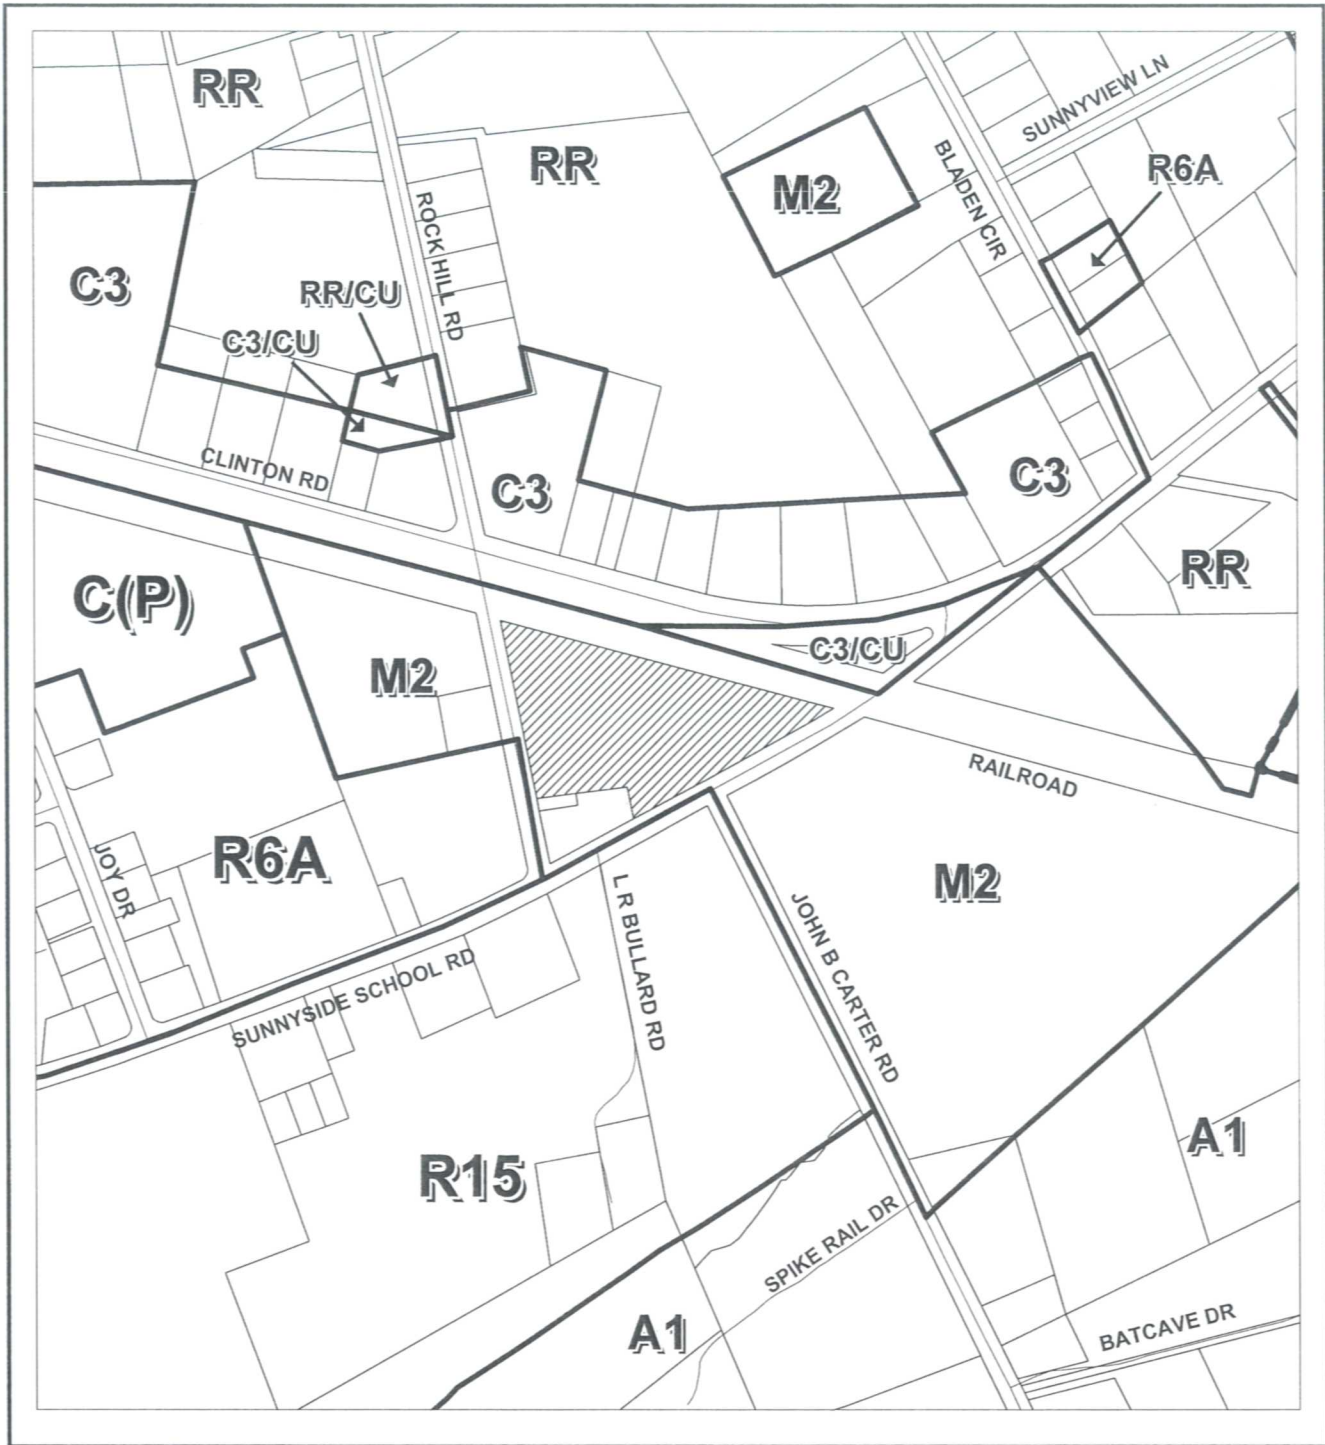 RR
SUNNYVIEW LN
RR
M2
BLADEN CIR
R6A
ROCK HILL RD
C3
RR/CU
C3/CU
CLINTON RD
C3
C3
C(P)
M2
RR
C3/CU
RAILROAD
JOY DR
R6A
L R BULLARD RD
JOHN B CARTER RD
M2
SUNNYSIDE SCHOOL RD
R15
A1
SPIKE RAIL DR
A1
BATCAVE DR